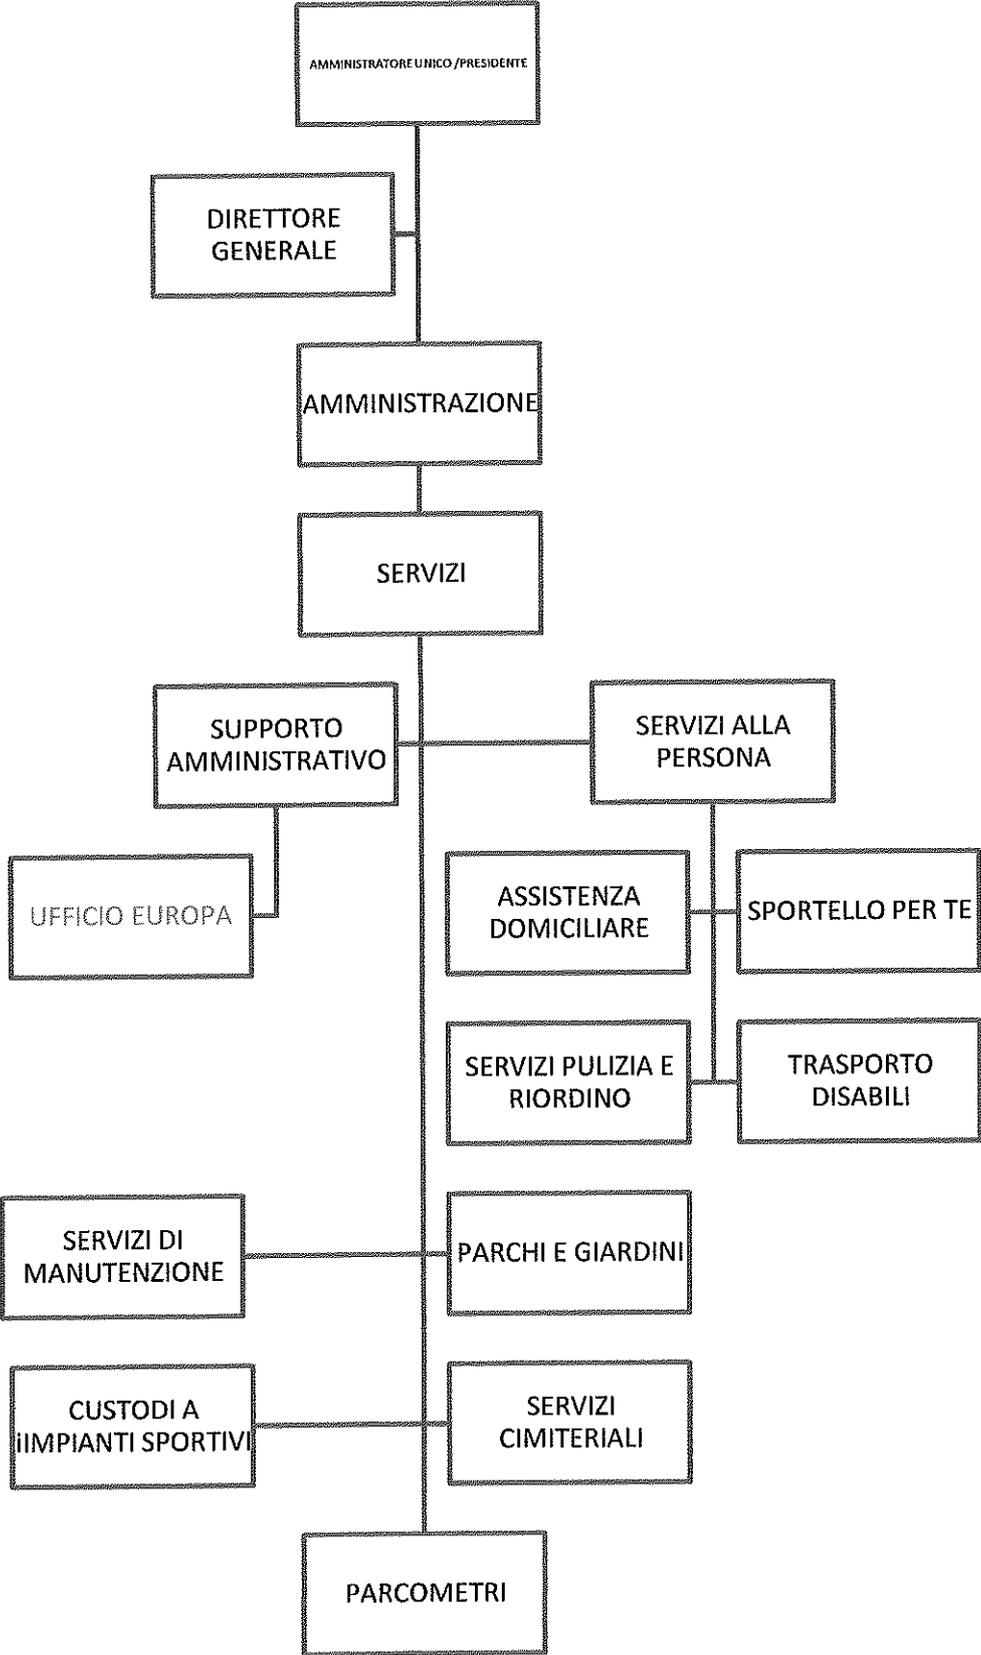 AMMINISTRATORE UNICO /PRESIDENTE
DIRETTORE
GENERALE
AMMINISTRAZIONE
SERVIZI
SUPPORTO
AMMINISTRATIVO
SERVIZI ALLA
PERSONA
UFFICIO EUROPA
ASSISTENZA
DOMICILIARE
SPORTELLO PER TE
SERVIZI PULIZIA E
RIORDINO
TRASPORTO
DISABILI
SERVIZI DI
MANUTENZIONE
PARCHI E GIARDINI
CUSTODI A
iIMPIANTI SPORTIVI
SERVIZI
CIMITERIALI
PARCOMETRI